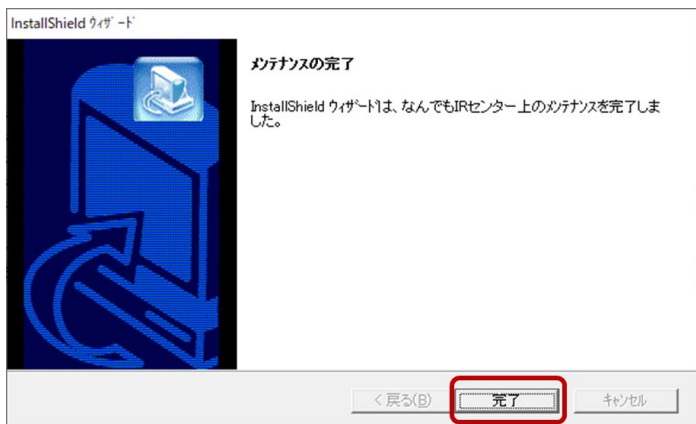 InstallShield ｳｨｻﾞｰﾄﾞ
ﾒﾝﾃﾅﾝｽの完了
InstallShield ｳｨｻﾞｰﾄﾞは、なんでもIRセンター上のﾒﾝﾃﾅﾝｽを完了しま
した。
< 戻る(B)
完了
ｷｬﾝｾﾙ